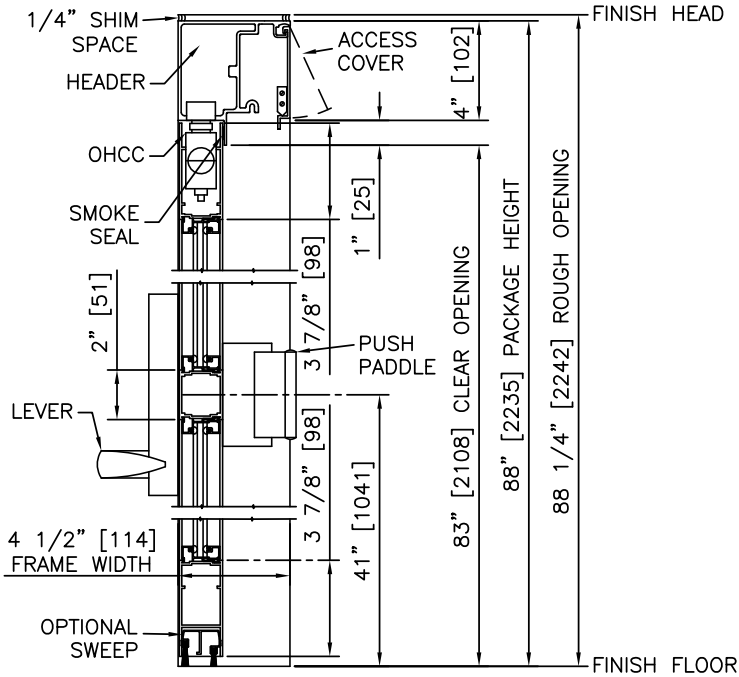 1/4" SHIM
SPACE
HEADER
OHCC
SMOKE
SEAL
2" [51]
LEVER
4 1/2" [114]
FRAME WIDTH
OPTIONAL
SWEEP
ACCESS
COVER
PUSH
PADDLE
3 7/8" [98]
3 7/8" [98]
1" [25]
41" [1041]
4" [102]
83" [2108] CLEAR OPENING
88" [2235] PACKAGE HEIGHT
88 1/4" [2242] ROUGH OPENING
FINISH HEAD
FINISH FLOOR